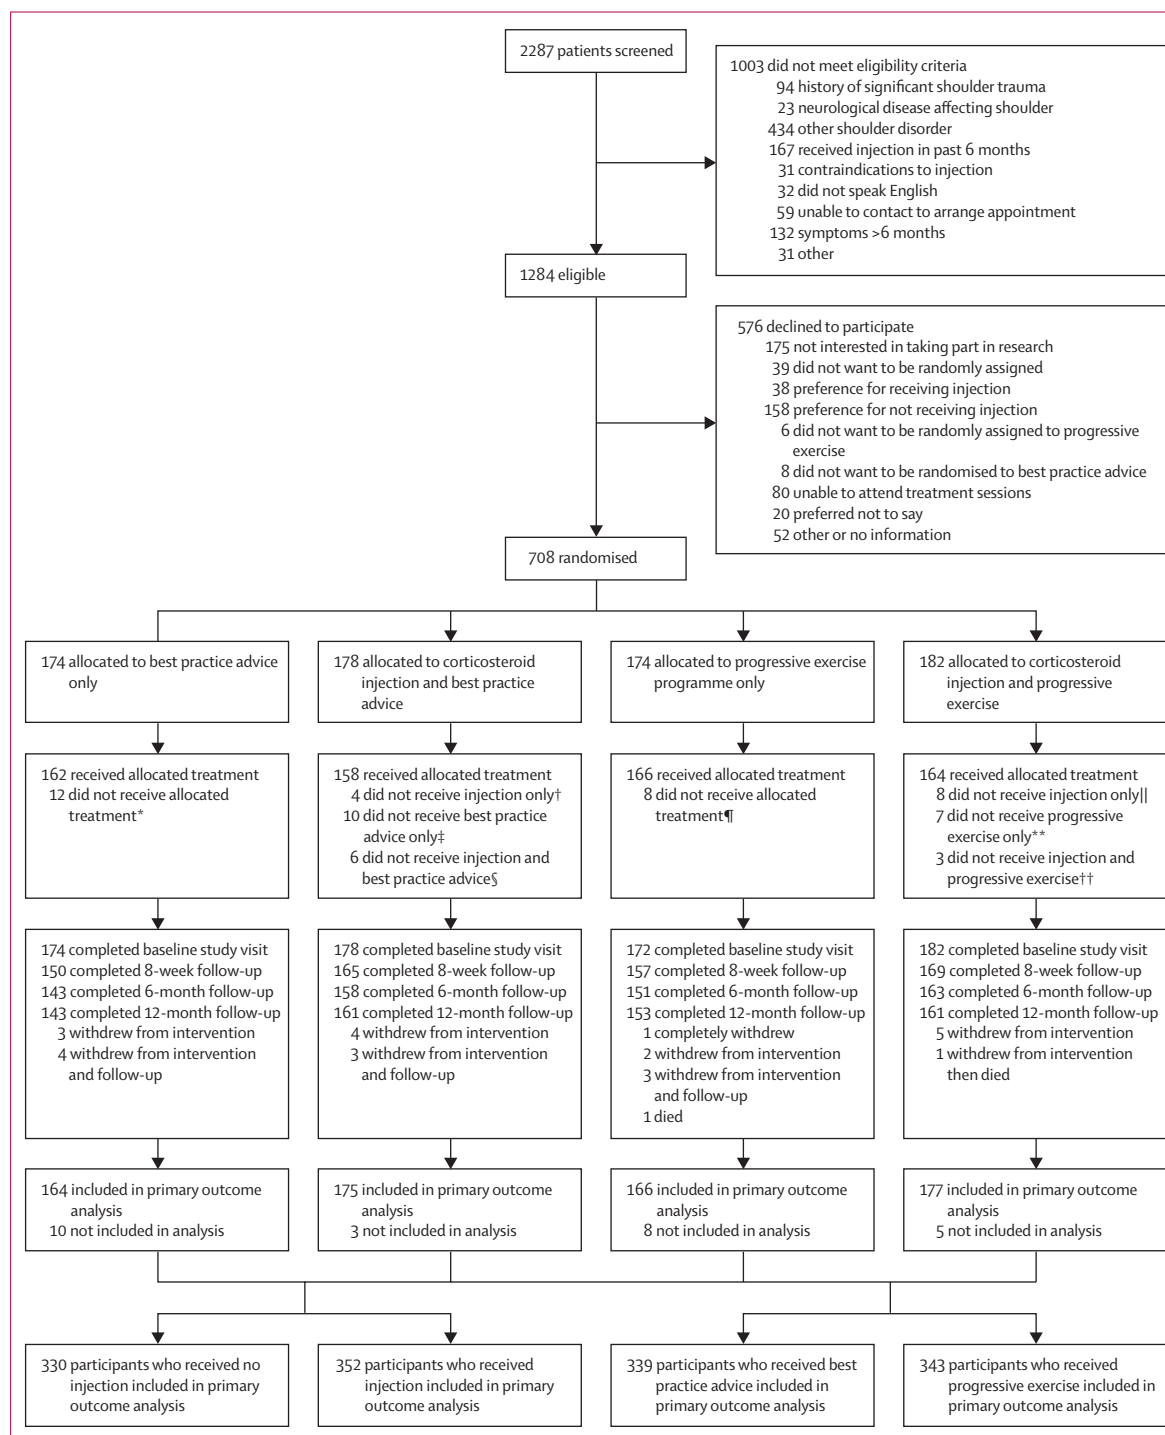 2287 patients screened
1003 did not meet eligibility criteria
94 history of significant shoulder trauma
23 neurological disease affecting shoulder
434 other shoulder disorder
167 received injection in past 6 months
31 contraindications to injection
32 did not speak English
59 unable to contact to arrange appointment
132 symptoms >6 months
31 other
1284 eligible
576 declined to participate
175 not interested in taking part in research
39 did not want to be randomly assigned
38 preference for receiving injection
158 preference for not receiving injection
6 did not want to be randomly assigned to progressive
exercise
8 did not want to be randomised to best practice advice
80 unable to attend treatment sessions
20 preferred not to say
52 other or no information
708 randomised
174 allocated to best practice advice
only
178 allocated to corticosteroid
injection and best practice
advice
174 allocated to progressive exercise
programme only
182 allocated to corticosteroid
injection and progressive
exercise
162 received allocated treatment
12 did not receive allocated
treatment*
158 received allocated treatment
4 did not receive injection only†
10 did not receive best practice
advice only‡
6 did not receive injection and
best practice advice§
166 received allocated treatment
8 did not receive allocated
treatment¶
164 received allocated treatment
8 did not receive injection only||
7 did not receive progressive
exercise only**
3 did not receive injection and
progressive exercise††
174 completed baseline study visit
150 completed 8-week follow-up
143 completed 6-month follow-up
143 completed 12-month follow-up
3 withdrew from intervention
4 withdrew from intervention
and follow-up
178 completed baseline study visit
165 completed 8-week follow-up
158 completed 6-month follow-up
161 completed 12-month follow-up
4 withdrew from intervention
3 withdrew from intervention
and follow-up
172 completed baseline study visit
157 completed 8-week follow-up
151 completed 6-month follow-up
153 completed 12-month follow-up
1 completely withdrew
2 withdrew from intervention
3 withdrew from intervention
and follow-up
1 died
182 completed baseline study visit
169 completed 8-week follow-up
163 completed 6-month follow-up
161 completed 12-month follow-up
5 withdrew from intervention
1 withdrew from intervention
then died
164 included in primary outcome
analysis
10 not included in analysis
175 included in primary outcome
analysis
3 not included in analysis
166 included in primary outcome
analysis
8 not included in analysis
177 included in primary outcome
analysis
5 not included in analysis
330 participants who received no
injection included in primary
outcome analysis
352 participants who received
injection included in primary
outcome analysis
339 participants who received best
practice advice included in
primary outcome analysis
343 participants who received
progressive exercise included in
primary outcome analysis